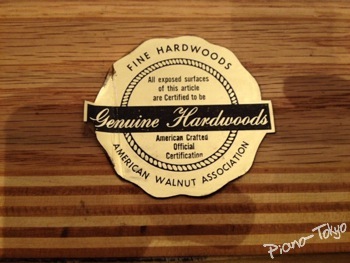 FINE HARDWOODS
All exposed surfaces
of this article
are Certified to be
Genuine Hardwoods
American Crafted
Official
Certification
AMERICAN WALNUT ASSOCIATION
Piano-Tokyo